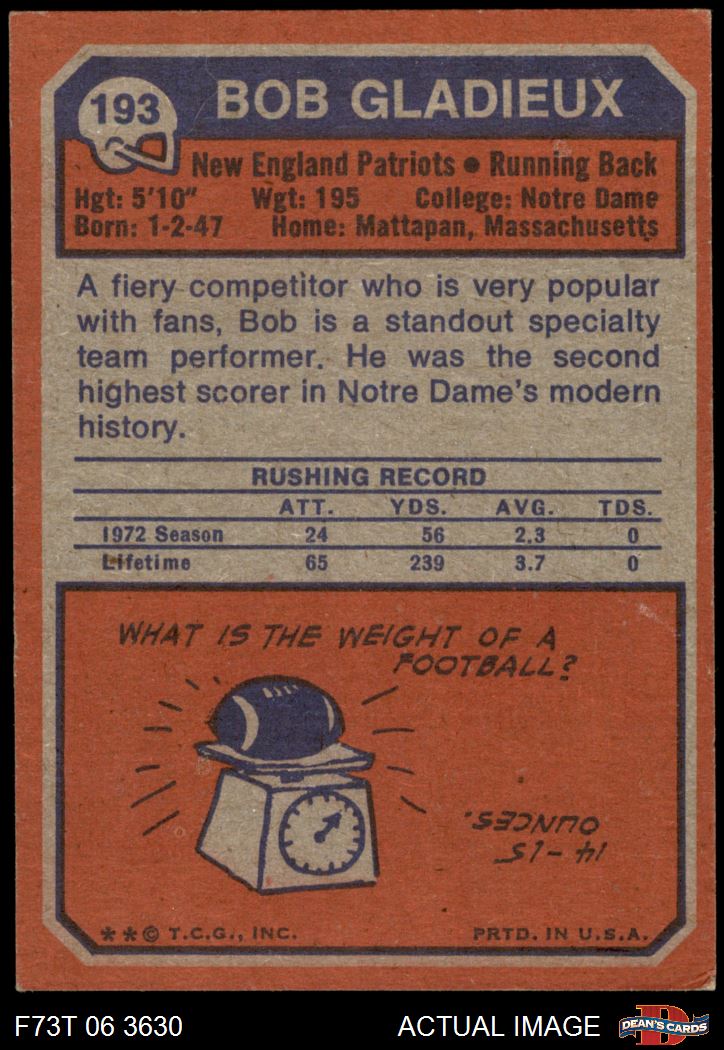 193
BOB GLADIEUX
New England Patriots ● Running Back
Hgt: 5'10" Wgt: 195 College: Notre Dame
Born: 1-2-47 Home: Mattapan, Massachusetts
A fiery competitor who is very popular
with fans, Bob is a standout specialty
team performer. He was the second
highest scorer in Notre Dame's modern
history.
RUSHING RECORD
ATT. YDS. AVG. TDS.
1972 Season 24 56 2.3 0
Lifetime 65 239 3.7 0
WHAT IS THE WEIGHT OF A
FOOTBALL?
14-15
OUNCES.
**© T.C.G., INC. PRTD. IN U.S.A.
F73T 06 3630 ACTUAL IMAGE D DEAN'S CARDS